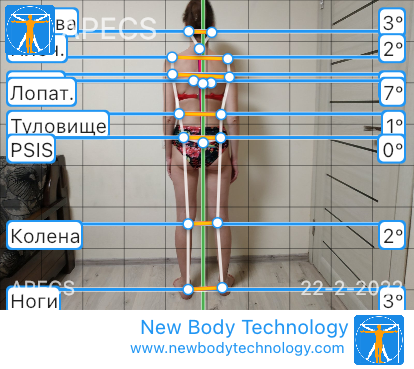 APECS
3°
2°
Лопат.
7°
Туловище
1°
PSIS
0°
Колена
2°
APECS
22-2-2022
Ноги
3°
New Body Technology
www.newbodytechnology.com